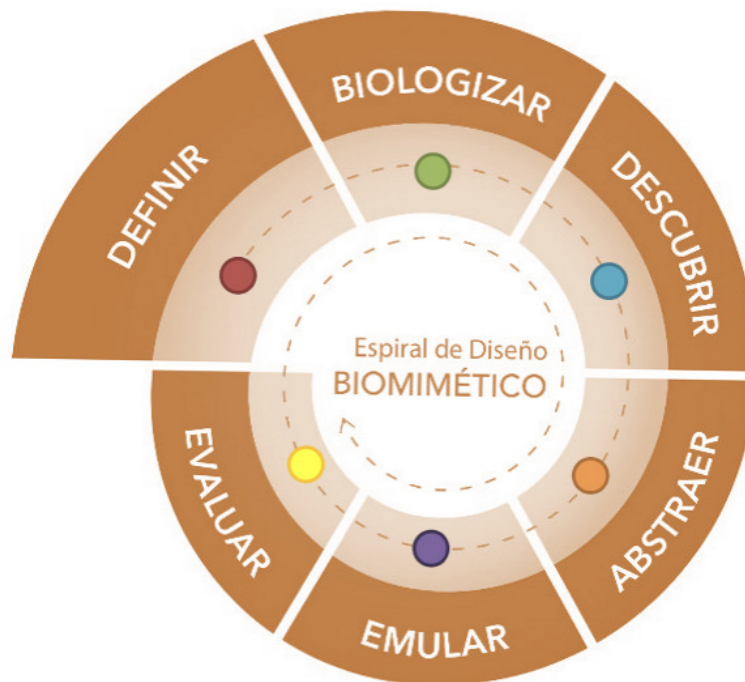 DEFINIR
BIOLOGIZAR
DESCUBRIR
ABSTRAER
EMULAR
EVALUAR
Espiral de Diseño
BIOMIMÉTICO